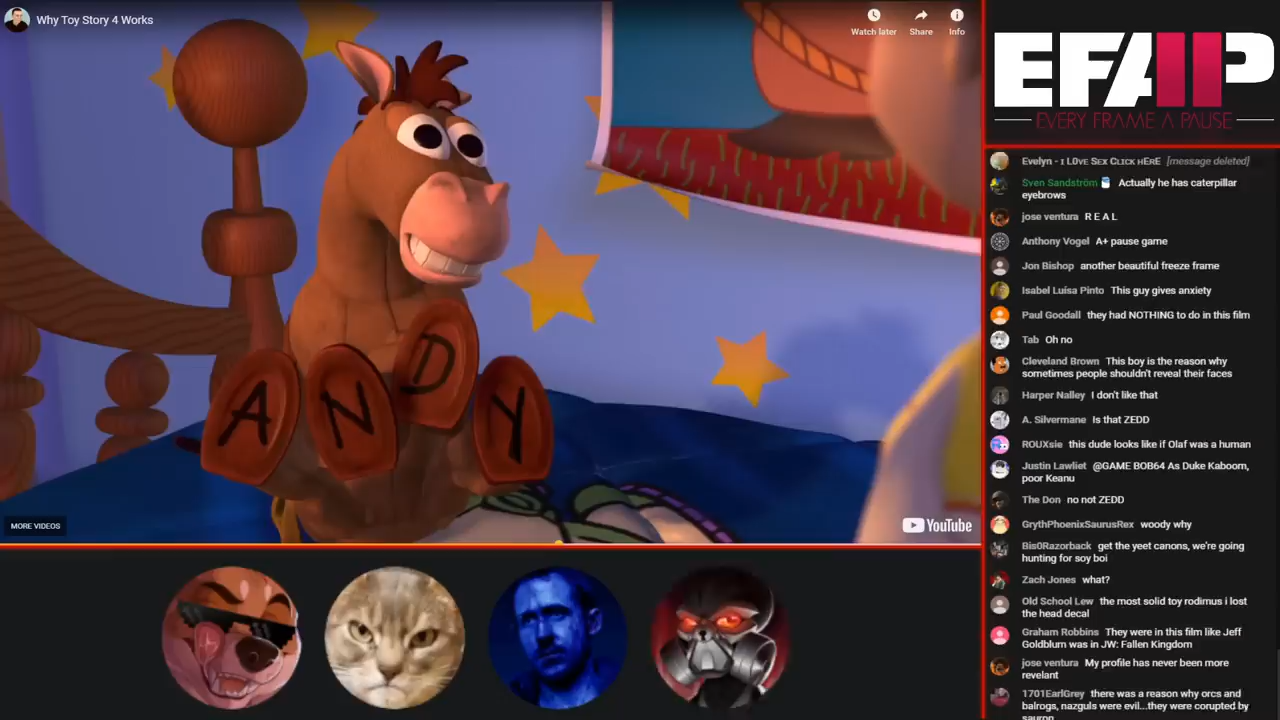 Why Toy Story 4 Works
Watch later
Share
Info
A N D Y
MORE VIDEOS
YouTube
EFAP
EVERY FRAME A PAUSE
Evelyn - ɪ L0ᴠᴇ Sᴇx Cʟɪᴄᴋ ʜᴇʀᴇ [message deleted]
Sven Sandström Actually he has caterpillar
eyebrows
jose ventura R E A L
Anthony Vogel A+ pause game
Jon Bishop another beautiful freeze frame
Isabel Luísa Pinto This guy gives anxiety
Paul Goodall they had NOTHING to do in this film
Tab Oh no
Cleveland Brown This boy is the reason why
sometimes people shouldn't reveal their faces
Harper Nalley I don't like that
A. Silvermane Is that ZEDD
ROUXsie this dude looks like if Olaf was a human
Justin Lawliet @GAME BOB64 As Duke Kaboom,
poor Keanu
The Don no not ZEDD
GrythPhoenixSaurusRex woody why
Bis0Razorback get the yeet canons, we're going
hunting for soy boi
Zach Jones what?
Old School Lew the most solid toy rodimus i lost
the head decal
Graham Robbins They were in this film like Jeff
Goldblum was in JW: Fallen Kingdom
jose ventura My profile has never been more
revelant
1701EarlGrey there was a reason why orcs and
balrogs, nazguls were evil...they were corupted by
sauron